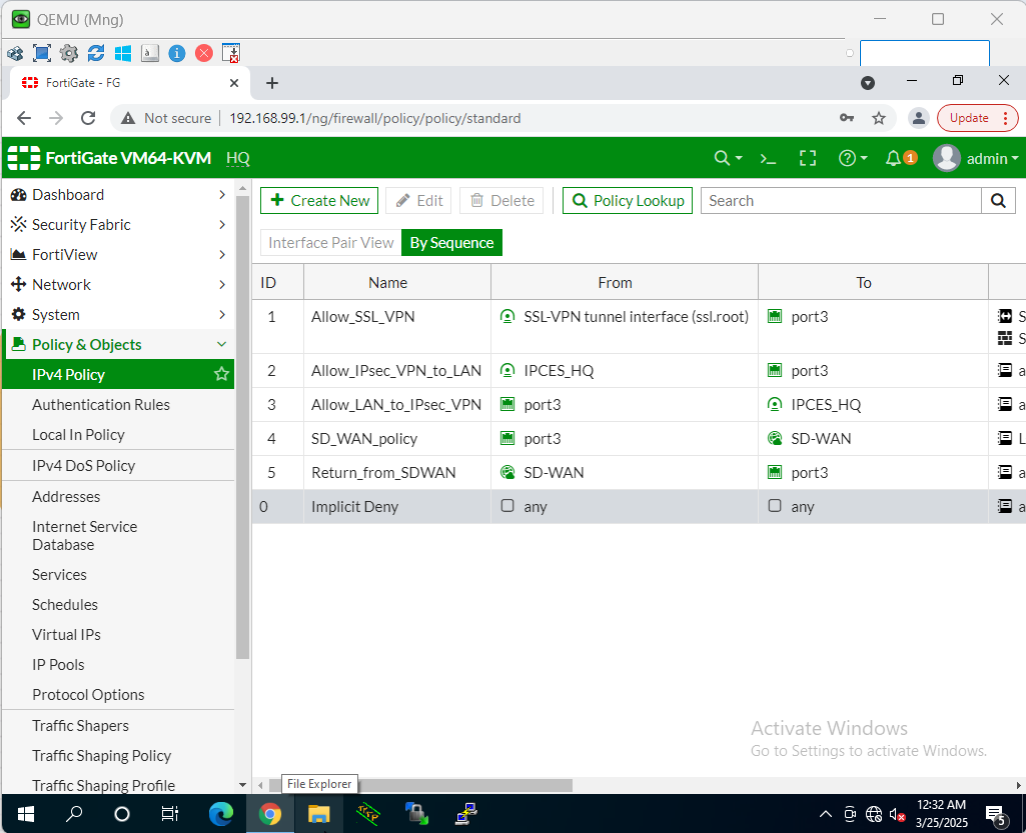 QEMU (Mng)
FortiGate - FG
Not secure 192.168.99.1/ng/firewall/policy/policy/standard Update
FortiGate VM64-KVM HQ 1 admin
Dashboard
Security Fabric
FortiView
Network
System
Policy & Objects
IPv4 Policy
Authentication Rules
Local In Policy
IPv4 DoS Policy
Addresses
Internet Service
Database
Services
Schedules
Virtual IPs
IP Pools
Protocol Options
Traffic Shapers
Traffic Shaping Policy
Traffic Shaping Profile
Create New Edit Delete Policy Lookup Search
Interface Pair View By Sequence
ID Name From To
1 Allow_SSL_VPN SSL-VPN tunnel interface (ssl.root) port3 S
S
2 Allow_IPsec_VPN_to_LAN IPCES_HQ port3 a
3 Allow_LAN_to_IPsec_VPN port3 IPCES_HQ a
4 SD_WAN_policy port3 SD-WAN L
5 Return_from_SDWAN SD-WAN port3 a
0 Implicit Deny any any a
Activate Windows
Go to Settings to activate Windows.
File Explorer
12:32 AM
3/25/2025
5